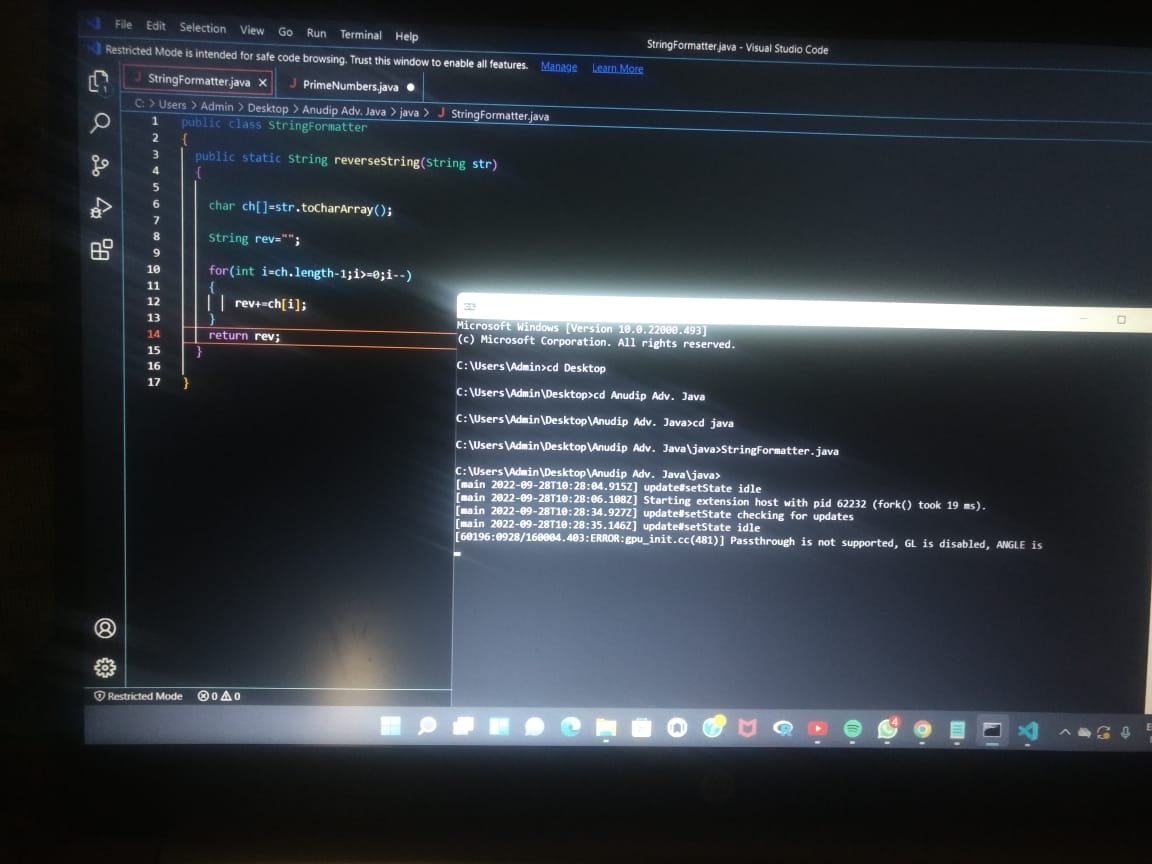 File Edit Selection View Go Run Terminal Help
StringFormatter.java - Visual Studio Code
Restricted Mode is intended for safe code browsing. Trust this window to enable all features. Manage Learn More
StringFormatter.java PrimeNumbers.java
C: > Users > Admin > Desktop > Anudip Adv. Java > java > J StringFormatter.java
1 public class StringFormatter
2 {
3 public static String reverseString(String str)
4 {
5
6 char ch[]=str.toCharArray();
7
8 String rev="";
9
10 for(int i=ch.length-1;i>=0;i--)
11 {
12 rev+=ch[i];
13 }
14 return rev;
15 }
16
17 }
Microsoft Windows [Version 10.0.22000.493]
(c) Microsoft Corporation. All rights reserved.
C:\Users\Admin>cd Desktop
C:\Users\Admin\Desktop>cd Anudip Adv. Java
C:\Users\Admin\Desktop\Anudip Adv. Java>cd java
C:\Users\Admin\Desktop\Anudip Adv. Java\java>StringFormatter.java
C:\Users\Admin\Desktop\Anudip Adv. Java\java>
[main 2022-09-28T10:28:04.915Z] update#setState idle
[main 2022-09-28T10:28:06.108Z] Starting extension host with pid 62232 (fork() took 19 ms).
[main 2022-09-28T10:28:34.927Z] update#setState checking for updates
[main 2022-09-28T10:28:35.146Z] update#setState idle
[60196:0928/160004.403:ERROR:gpu_init.cc(481)] Passthrough is not supported, GL is disabled, ANGLE is
Restricted Mode 0 0
4